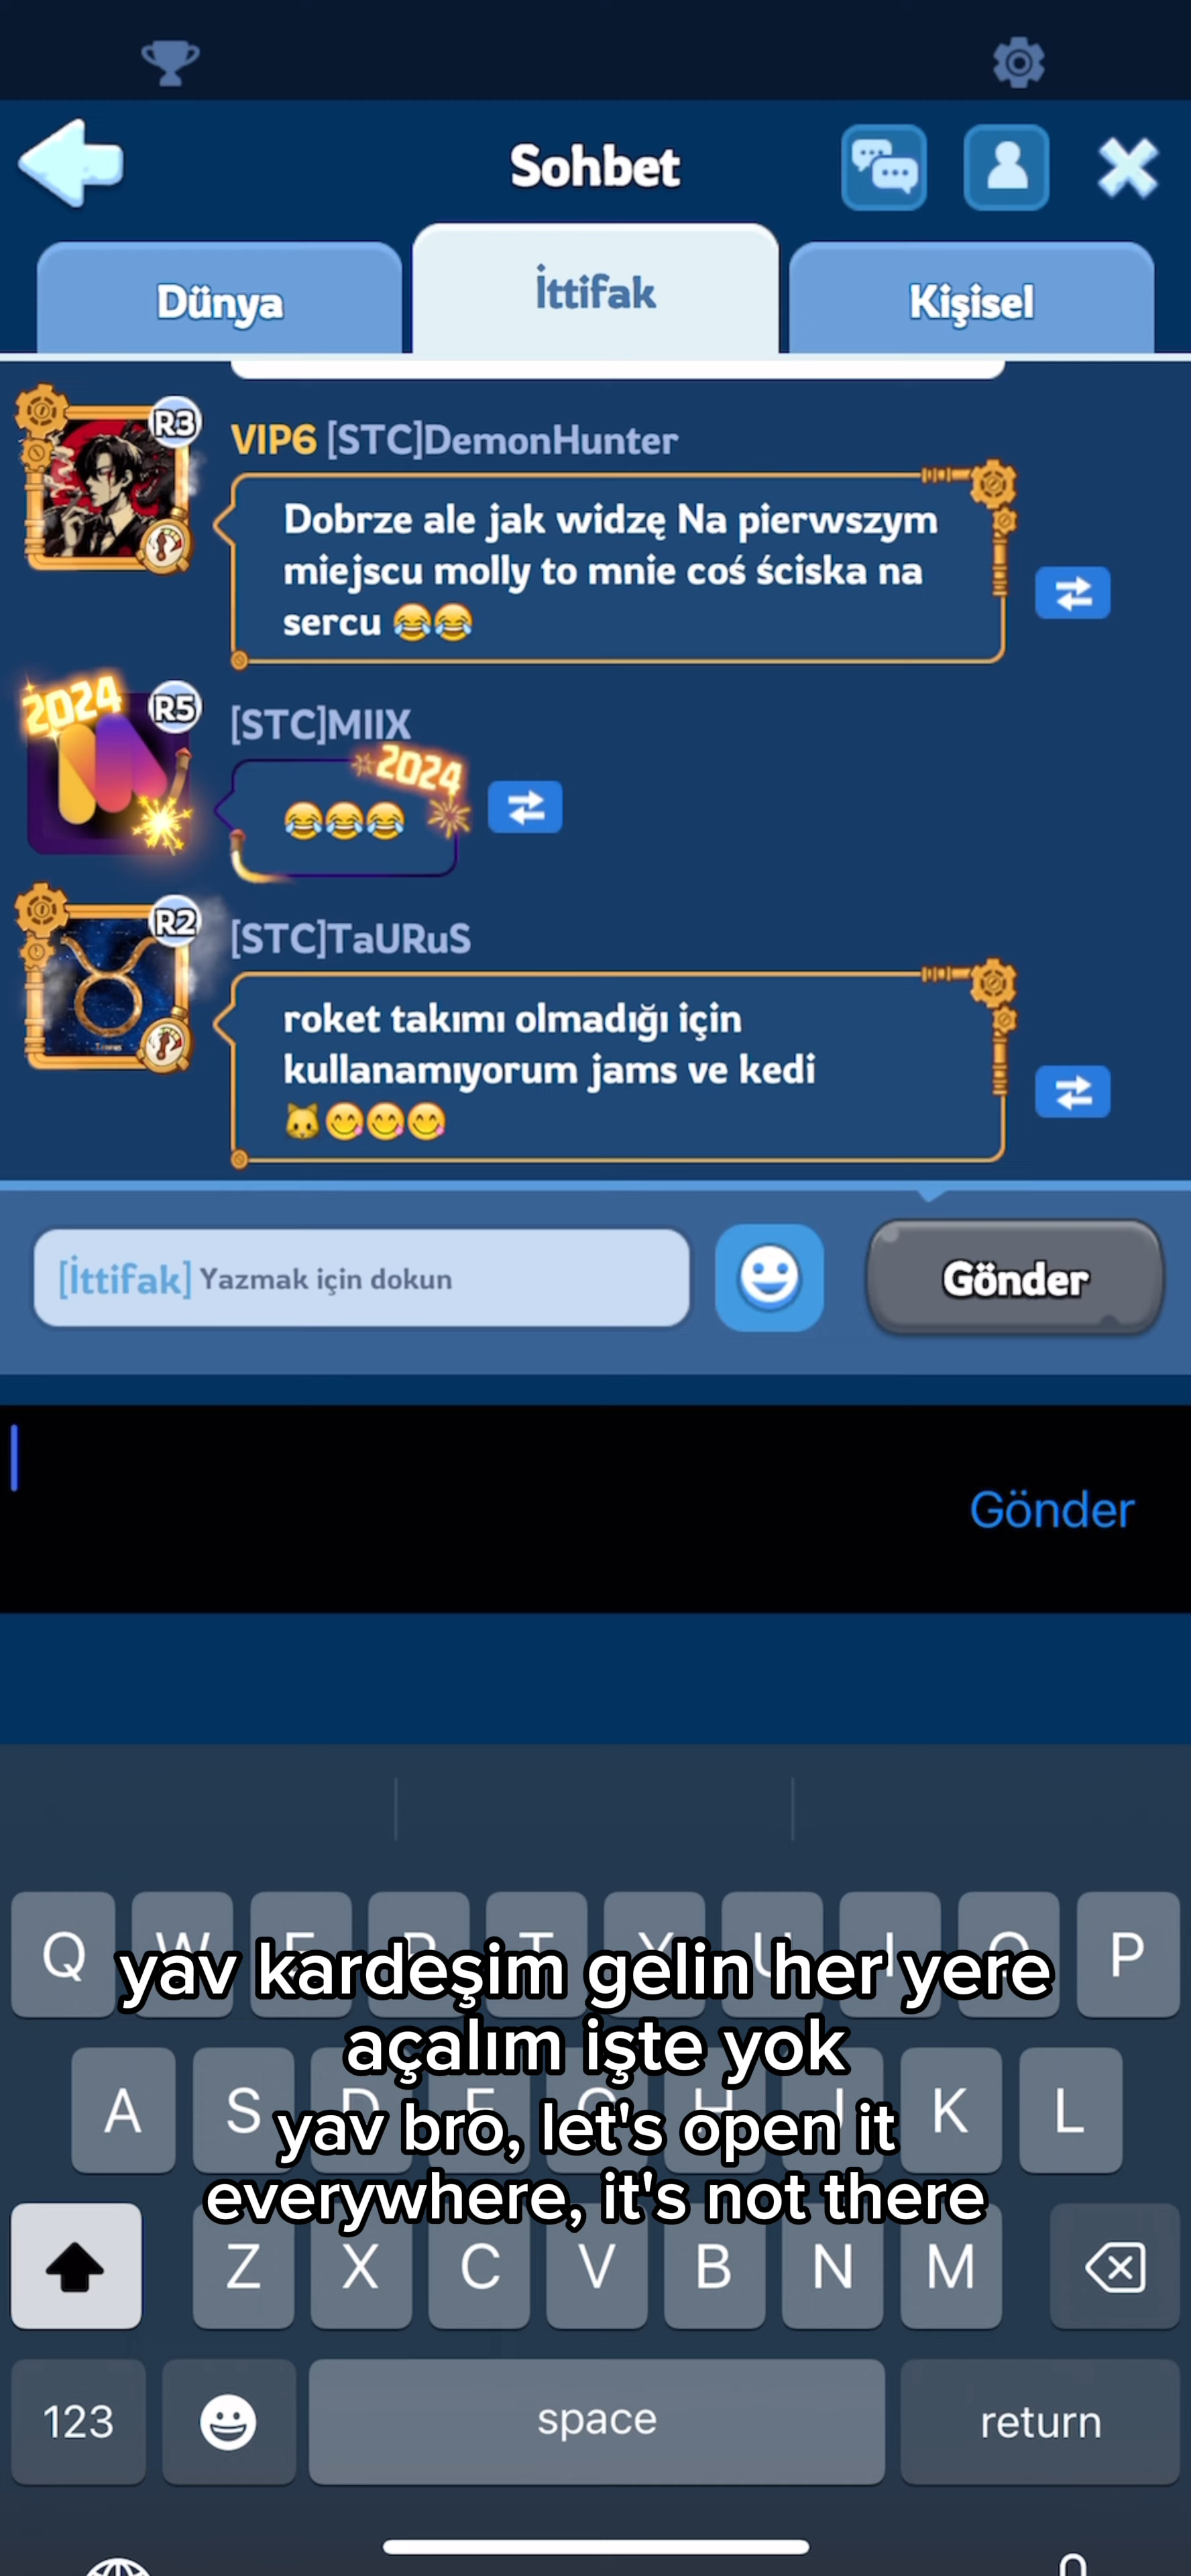 Sohbet
Dünya
İttifak
Kişisel
R3
VIP6 [STC]DemonHunter
Dobrze ale jak widzę Na pierwszym
miejscu molly to mnie coś ściska na
sercu 😂😂
2024
R5
[STC]MIIX
2024
😂😂😂
R2
[STC]TaURuS
roket takımı olmadığı için
kullanamıyorum jams ve kedi
🐱😋😋😋
[İttifak] Yazmak için dokun
Gönder
Gönder
Q W E R T Y U I O P
yav kardeşim gelin her yere
açalım işte yok
A S D F G H J K L
yav bro, let's open it
everywhere, it's not there
Z X C V B N M
123
space
return